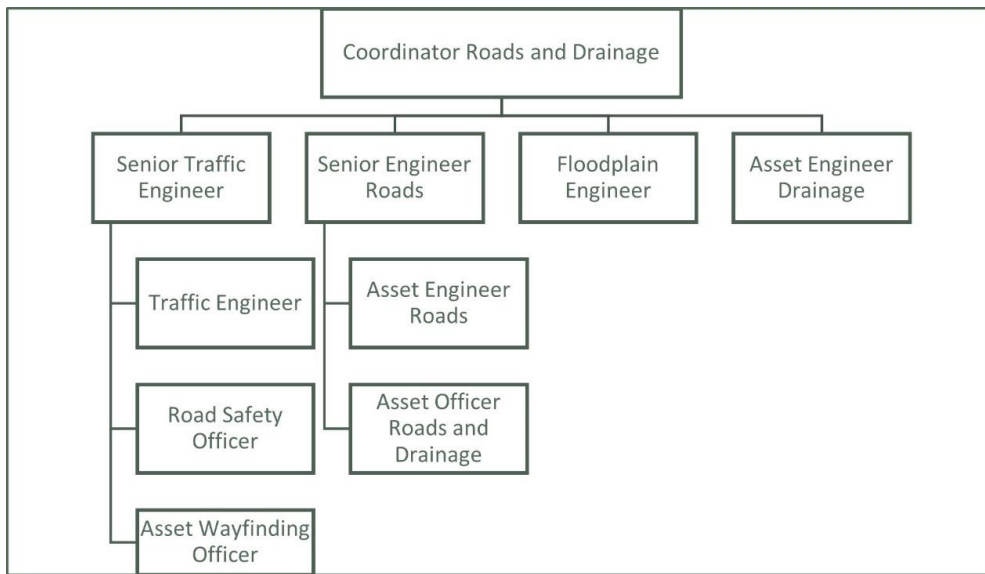 Coordinator Roads and Drainage
Senior Traffic
Engineer
Senior Engineer
Roads
Floodplain
Engineer
Asset Engineer
Drainage
Traffic Engineer
Asset Engineer
Roads
Road Safety
Officer
Asset Officer
Roads and
Drainage
Asset Wayfinding
Officer